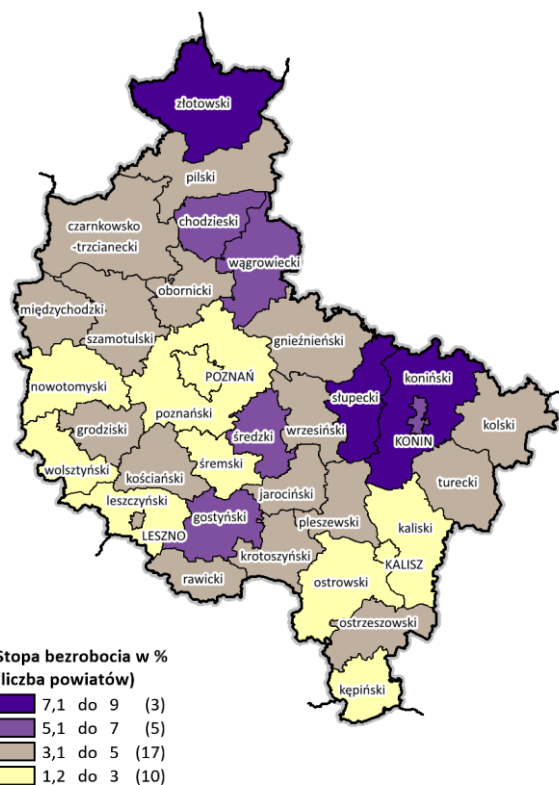 złotowski
pilski
chodzieski
czarnkowsko
-trzcianecki
wągrowiecki
obornicki
międzychodzki
szamotulski
gnieźnieński
nowotomyski
POZNAŃ
koniński
słupecki
poznański
kolski
grodziski
średzki
wrzesiński
KONIN
wolsztyński
śremski
kościański
turecki
leszczyński
jarociński
gostyński
pleszewski
kaliski
LESZNO
krotoszyński
KALISZ
rawicki
ostrowski
ostrzeszowski
kępiński
Stopa bezrobocia w %
liczba powiatów)
7,1 do 9 (3)
5,1 do 7 (5)
3,1 do 5 (17)
1,2 do 3 (10)